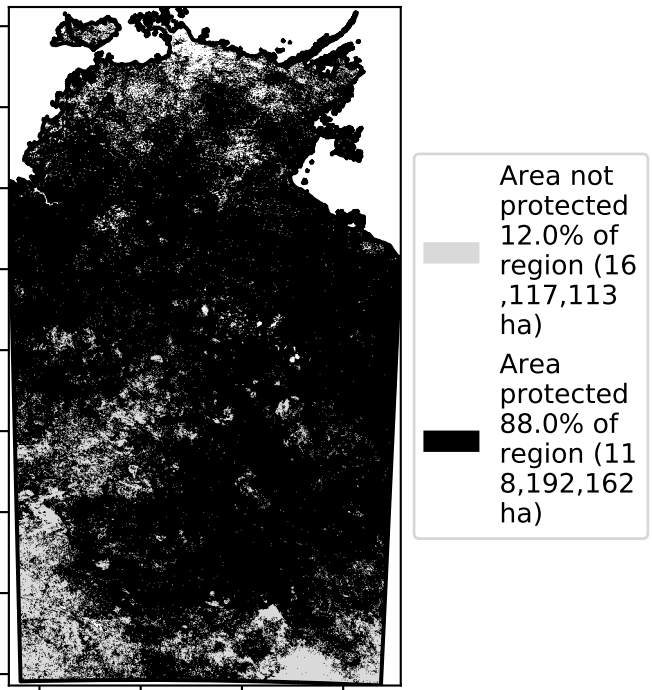 Area not
protected
12.0% of
region (16
,117,113
ha)
Area
protected
88.0% of
region (11
8,192,162
ha)